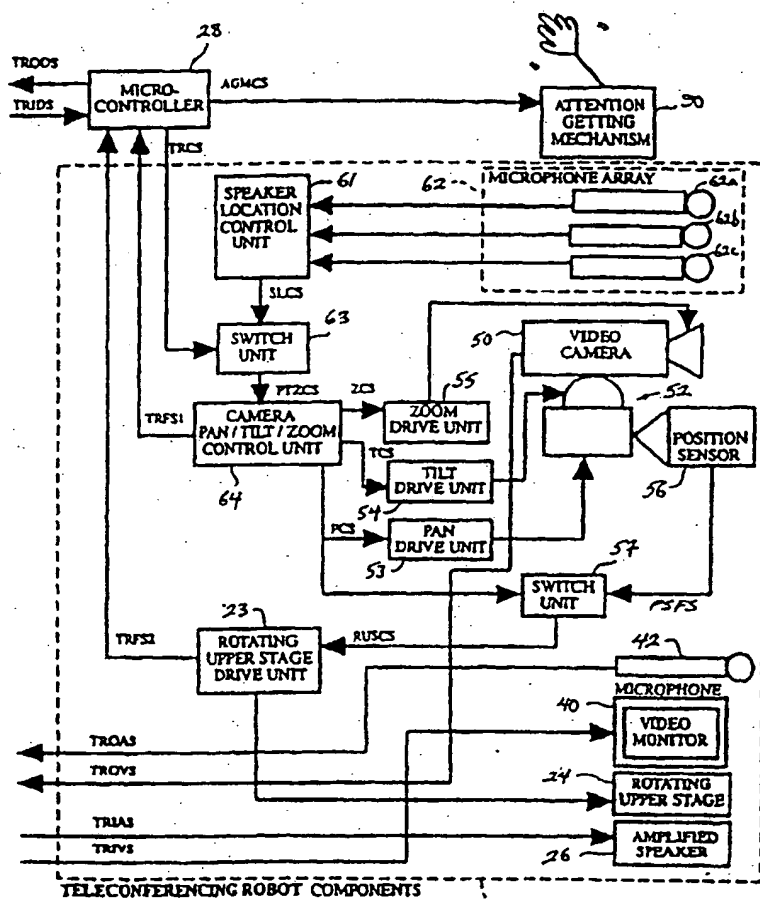 28
TRODS
TRIDS
MICRO-
CONTROLLER
AGMCS
TRCS
ATTENTION
GETTING
MECHANISM
90
SPEAKER
LOCATION
CONTROL
UNIT
61
62
MICROPHONE ARRAY
62a
62b
62c
SLCS
SWITCH
UNIT
63
50
VIDEO
CAMERA
PTZCS
ZCS
55
ZOOM
DRIVE UNIT
52
TRFS1
CAMERA
PAN/TILT/ZOOM
CONTROL UNIT
64
TCS
TILT
DRIVE UNIT
54
POSITION
SENSOR
56
PCS
PAN
DRIVE UNIT
53
57
SWITCH
UNIT
PSFS
23
TRFS2
ROTATING
UPPER STAGE
DRIVE UNIT
RUSCS
42
MICROPHONE
40
VIDEO
MONITOR
TROAS
TROVS
24
ROTATING
UPPER STAGE
TRIAS
TRIVS
AMPLIFIED
SPEAKER
26
TELECONFERENCING ROBOT COMPONENTS